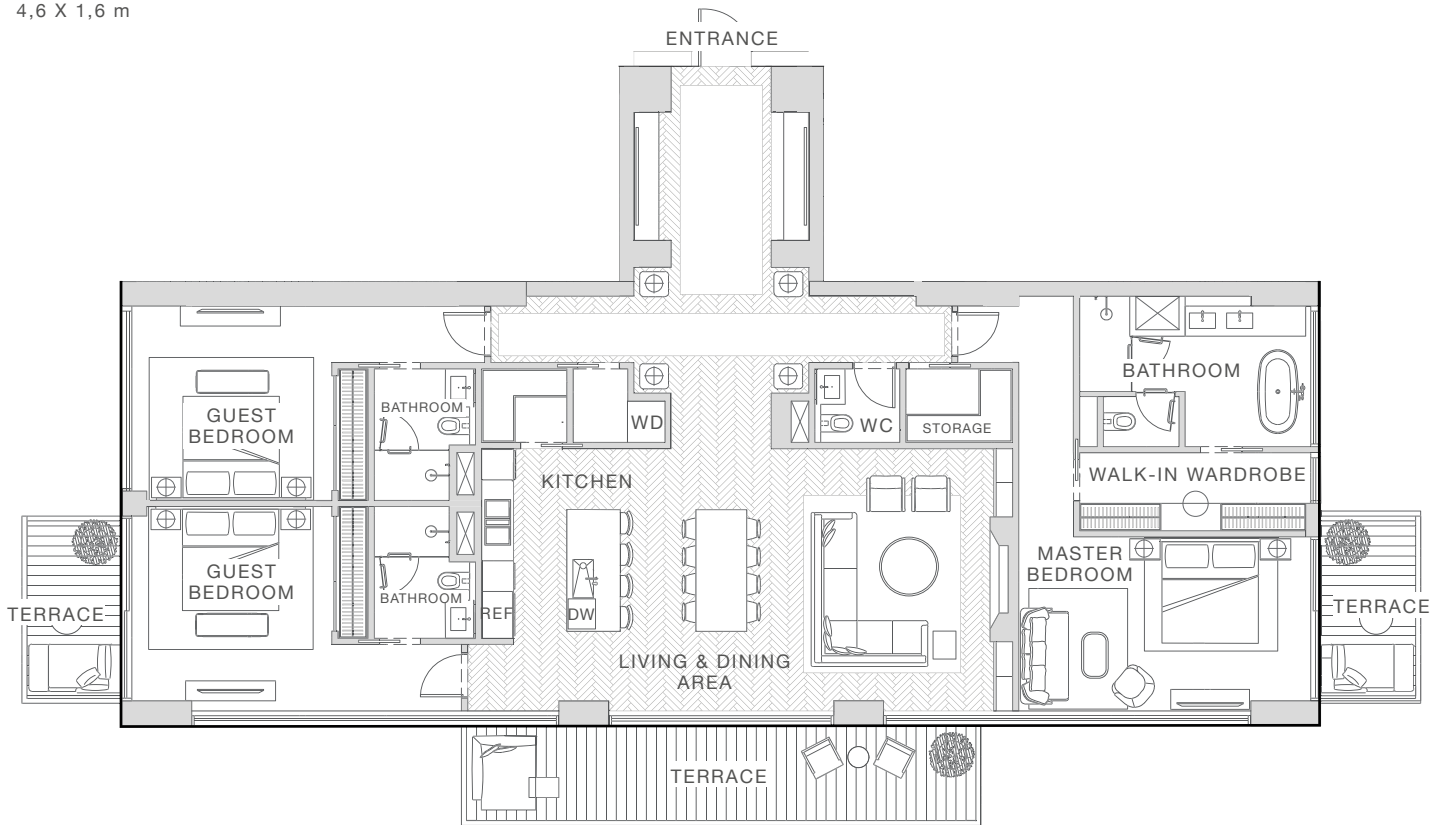 4,6 X 1,6 m
ENTRANCE
BATHROOM
GUEST
BEDROOM
BATHROOM
WD
WC
STORAGE
KITCHEN
WALK-IN WARDROBE
MASTER
BEDROOM
GUEST
BEDROOM
BATHROOM
REF
DW
TERRACE
TERRACE
LIVING & DINING
AREA
TERRACE